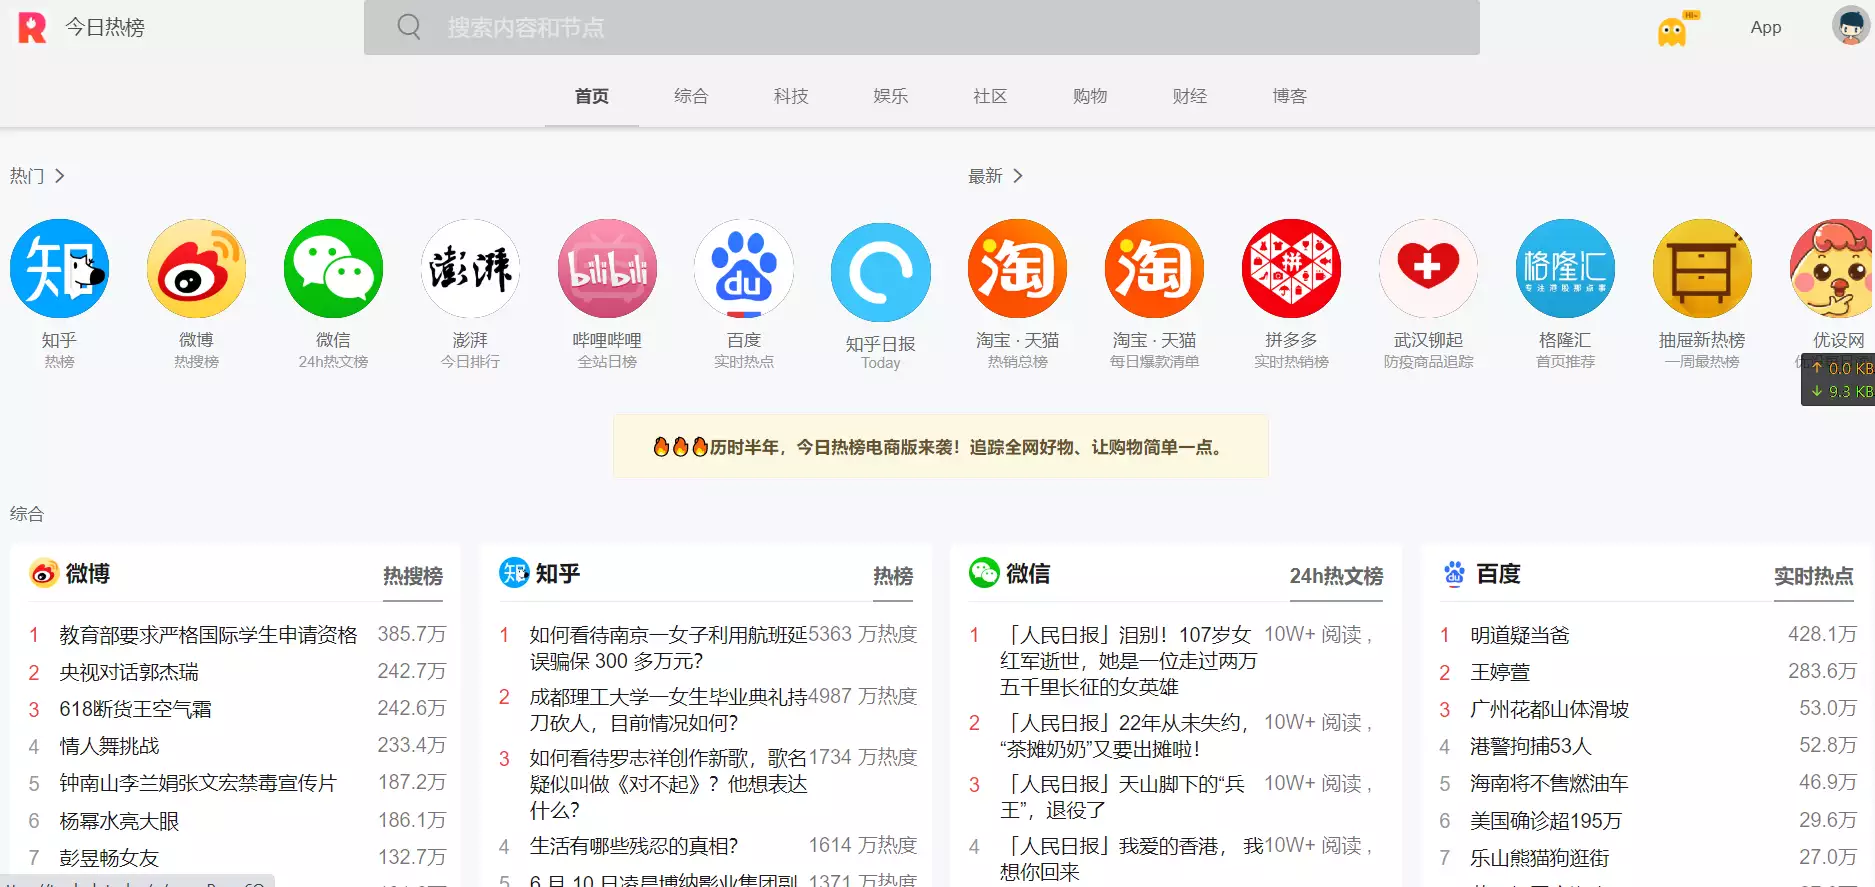 今日热榜
搜索内容和节点
Hi~
App
首页 综合 科技 娱乐 社区 购物 财经 博客
热门
最新
知
澎湃
bilibili
du
淘
淘
拼
格隆汇
专注港股那点事
知乎
热榜
微博
热搜榜
微信
24h热文榜
澎湃
今日排行
哔哩哔哩
全站日榜
百度
实时热点
知乎日报
Today
淘宝 · 天猫
热销总榜
淘宝 · 天猫
每日爆款清单
拼多多
实时热销榜
武汉铆起
防疫商品追踪
格隆汇
首页推荐
抽屉新热榜
一周最热榜
优设网
↑ 0.0 KB
↓ 9.3 KB
🔥🔥🔥历时半年，今日热榜电商版来袭！追踪全网好物、让购物简单一点。
综合
微博 热搜榜
1 教育部要求严格国际学生申请资格 385.7万
2 央视对话郭杰瑞 242.7万
3 618断货王空气霜 242.6万
4 情人舞挑战 233.4万
5 钟南山李兰娟张文宏禁毒宣传片 187.2万
6 杨幂水亮大眼 186.1万
7 彭昱畅女友 132.7万
知乎 热榜
1 如何看待南京一女子利用航班延 5363 万热度
误骗保 300 多万元？
2 成都理工大学一女生毕业典礼持 4987 万热度
刀砍人，目前情况如何？
3 如何看待罗志祥创作新歌，歌名 1734 万热度
疑似叫做《对不起》？他想表达
什么？
4 生活有哪些残忍的真相？ 1614 万热度
5 6 月 10 日凌晨博纳影业集团副 1371 万热度
微信 24h热文榜
1 「人民日报」泪别！107岁女 10W+ 阅读，
红军逝世，她是一位走过两万
五千里长征的女英雄
2 「人民日报」22年从未失约， 10W+ 阅读，
“茶摊奶奶”又要出摊啦！
3 「人民日报」天山脚下的“兵 10W+ 阅读，
王”，退役了
4 「人民日报」我爱的香港， 我 10W+ 阅读，
想你回来
百度 实时热点
1 明道疑当爸 428.1万
2 王婷萱 283.6万
3 广州花都山体滑坡 53.0万
4 港警拘捕53人 52.8万
5 海南将不售燃油车 46.9万
6 美国确诊超195万 29.6万
7 乐山熊猫狗逛街 27.0万